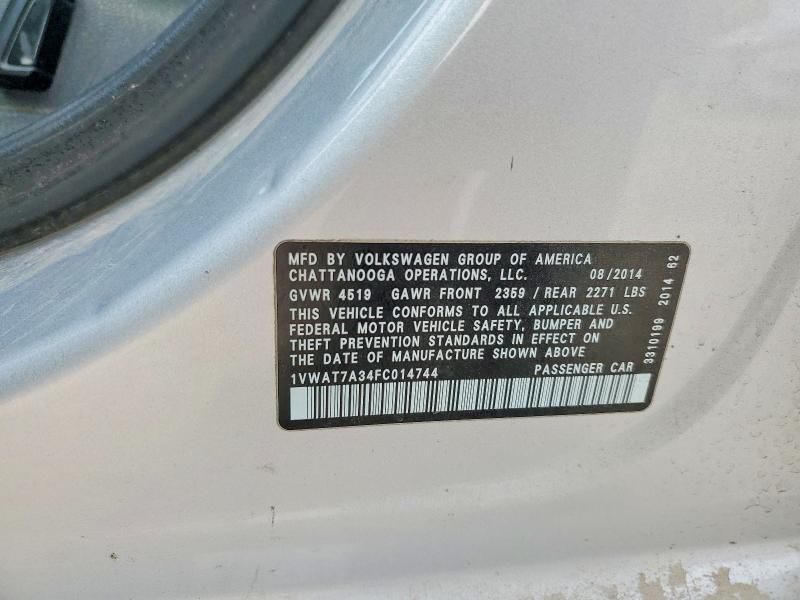 MFD BY VOLKSWAGEN GROUP OF AMERICA
CHATTANOOGA OPERATIONS, LLC. 08/2014
GVWR 4519 GAWR FRONT 2359 / REAR 2271 LBS
THIS VEHICLE CONFORMS TO ALL APPLICABLE U.S.
FEDERAL MOTOR VEHICLE SAFETY, BUMPER AND
THEFT PREVENTION STANDARDS IN EFFECT ON
THE DATE OF MANUFACTURE SHOWN ABOVE
1VWAT7A34FC014744 PASSENGER CAR
3310199 2014 62